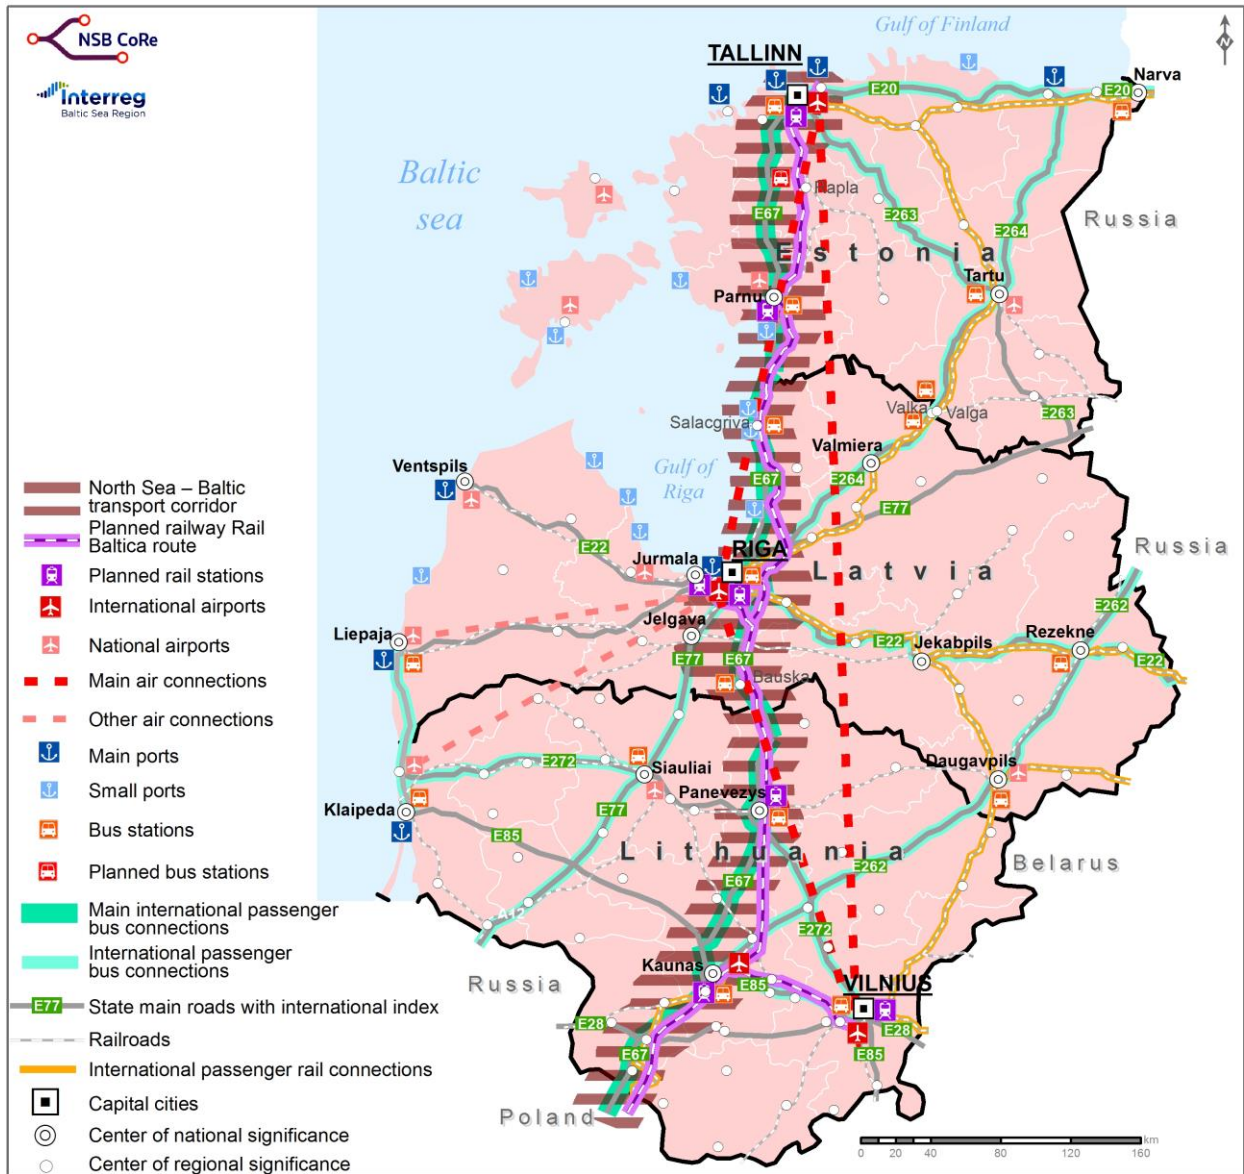 NSB CoRe
Interreg
Baltic Sea Region
Gulf of Finland
N
TALLINN
Narva
E20
E20
Baltic
sea
Rapla
E67
E263
E264
Russia
Estonia
Tartu
Parnu
Salacgriva
Valka
Valga
E263
Valmiera
Ventspils
Gulf of
Riga
E67
E264
E77
E22
Jurmala
RIGA
Latvia
Russia
E262
Liepaja
Jelgava
E77
E67
E22
Jekabpils
Rezekne
E22
Bauska
E272
Siauliai
Daugavpils
Panevezys
Klaipeda
E77
E85
Lithuania
E262
Belarus
E67
A12
E272
Kaunas
Russia
E85
VILNIUS
E28
E28
E67
E85
Poland
North Sea – Baltic
transport corridor
Planned railway Rail
Baltica route
Planned rail stations
International airports
National airports
Main air connections
Other air connections
Main ports
Small ports
Bus stations
Planned bus stations
Main international passenger
bus connections
International passenger
bus connections
E77 State main roads with international index
Railroads
International passenger rail connections
Capital cities
Center of national significance
Center of regional significance
km
0 20 40 80 120 160